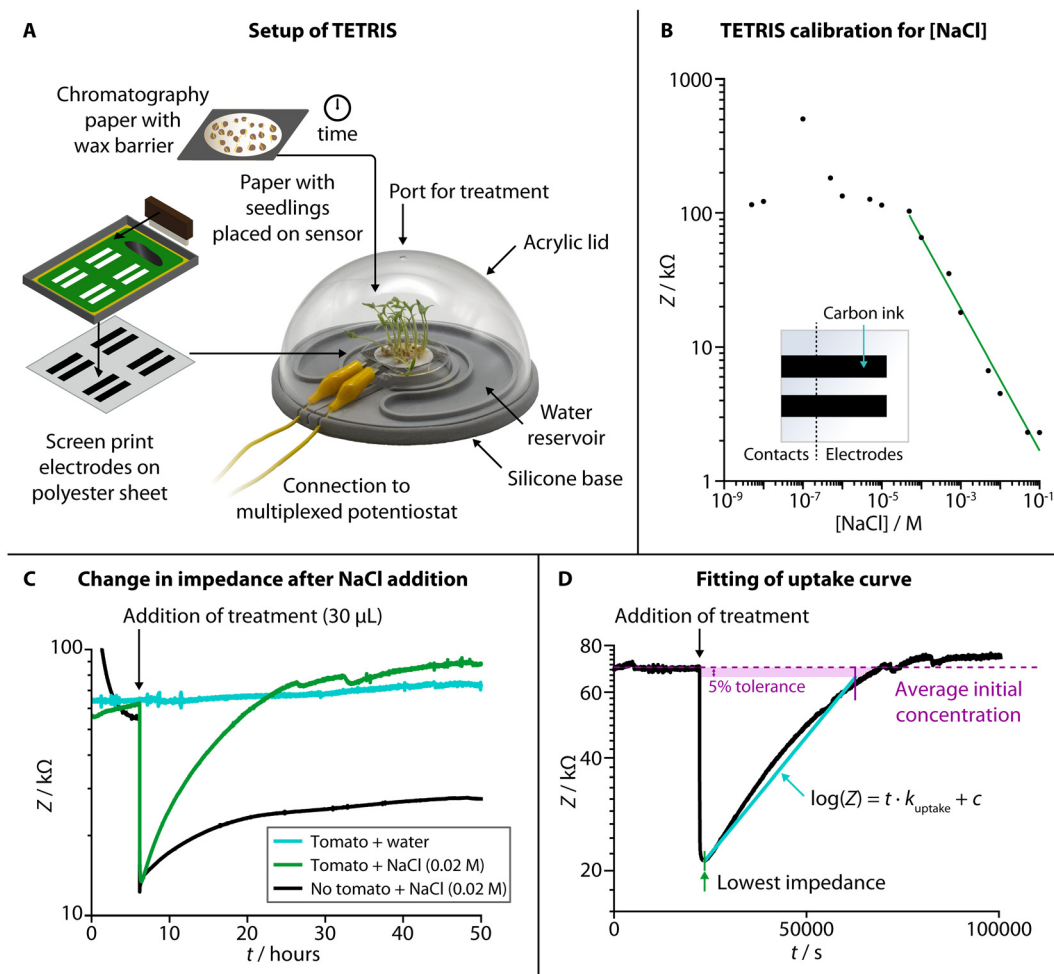 A
Setup of TETRIS
Chromatography
paper with
wax barrier
time
Paper with
seedlings
placed on sensor
Port for treatment
Acrylic lid
Screen print
electrodes on
polyester sheet
Water
reservoir
Silicone base
Connection to
multiplexed potentiostat
B
TETRIS calibration for [NaCl]
1000
100
10
1
Z / kΩ
Carbon ink
Contacts
Electrodes
10⁻⁹ 10⁻⁷ 10⁻⁵ 10⁻³ 10⁻¹
[NaCl] / M
C
Change in impedance after NaCl addition
Addition of treatment (30 µL)
100
10
Z / kΩ
Tomato + water
Tomato + NaCl (0.02 M)
No tomato + NaCl (0.02 M)
0 10 20 30 40 50
t / hours
D
Fitting of uptake curve
Addition of treatment
80
60
40
20
Z / kΩ
5% tolerance
Average initial
concentration
log(Z) = t · k_uptake + c
Lowest impedance
0 50000 100000
t / s